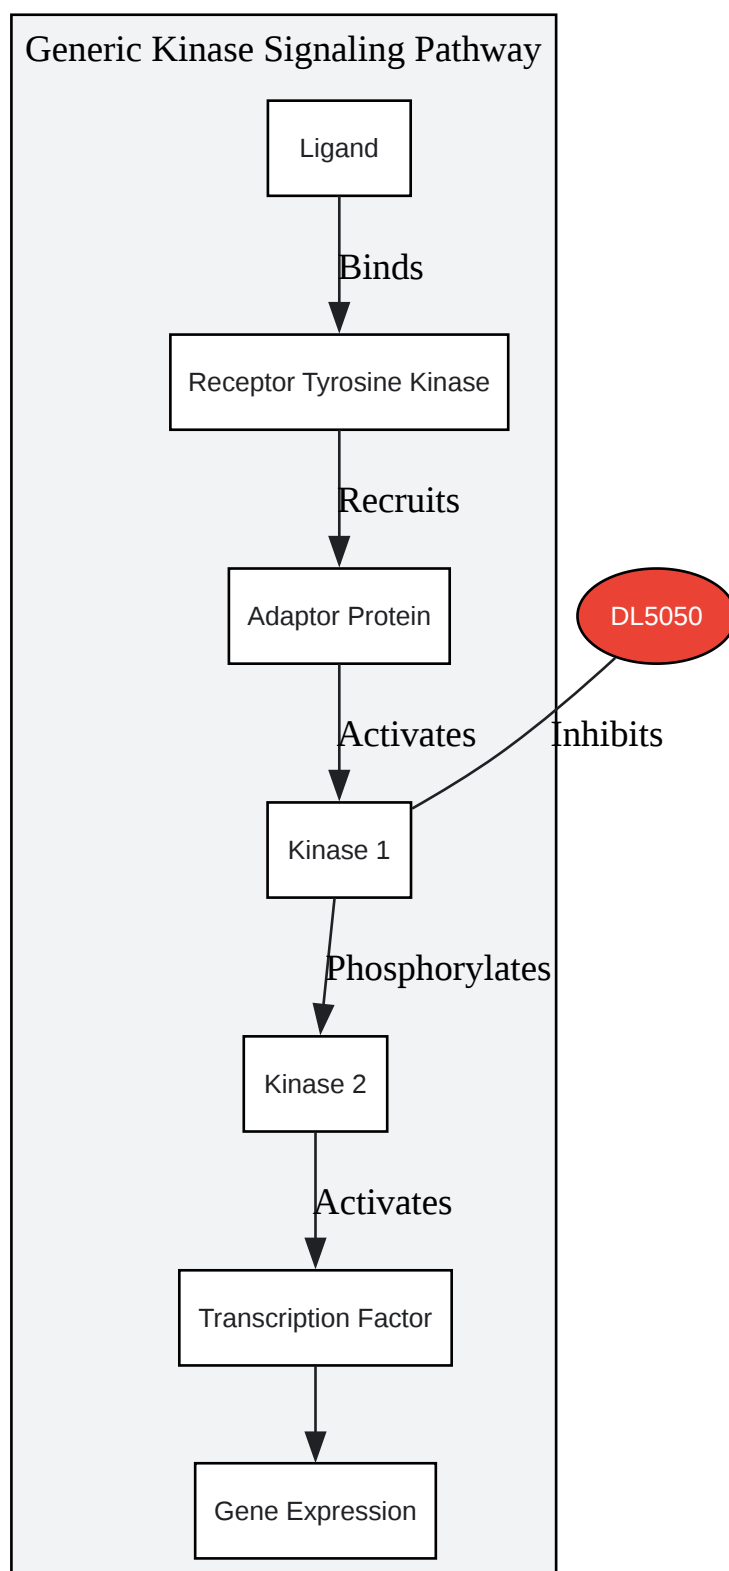 Generic Kinase Signaling Pathway
Ligand
Binds
Receptor Tyrosine Kinase
Recruits
Adaptor Protein
DL5050
Activates
Inhibits
Kinase 1
Phosphorylates
Kinase 2
Activates
Transcription Factor
Gene Expression